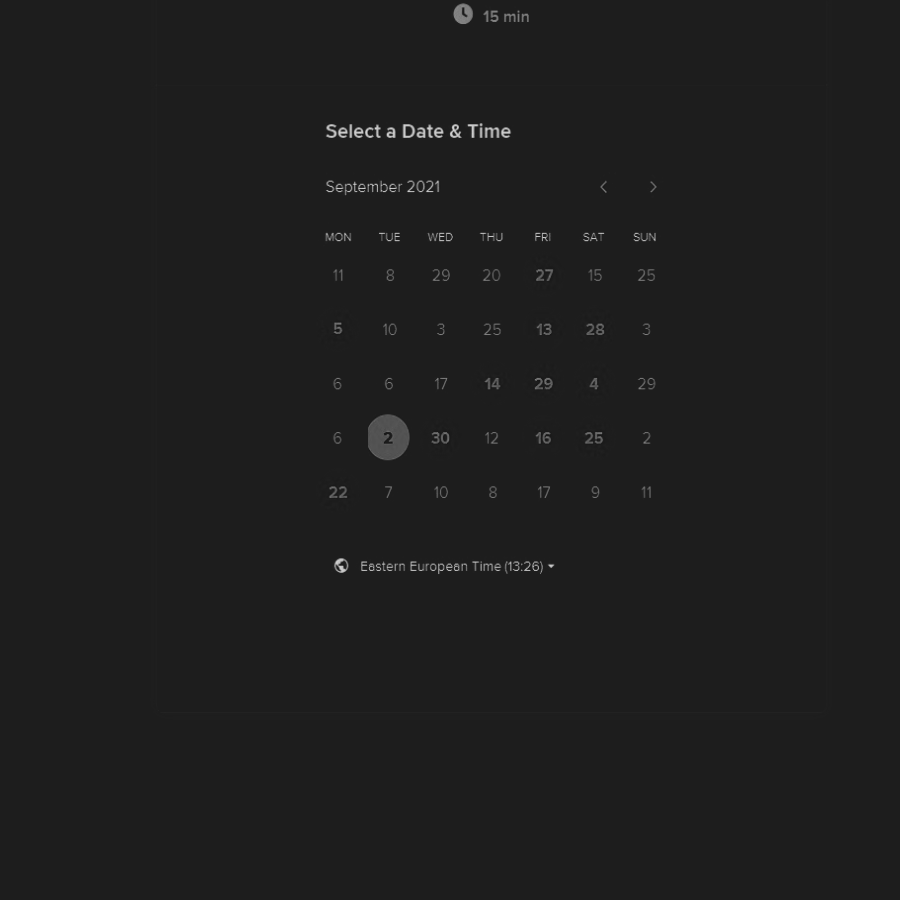 15 min
Select a Date & Time
September 2021
MON TUE WED THU FRI SAT SUN
11 8 29 20 27 15 25
5 10 3 25 13 28 3
6 6 17 14 29 4 29
6 2 30 12 16 25 2
22 7 10 8 17 9 11
Eastern European Time (13:26)